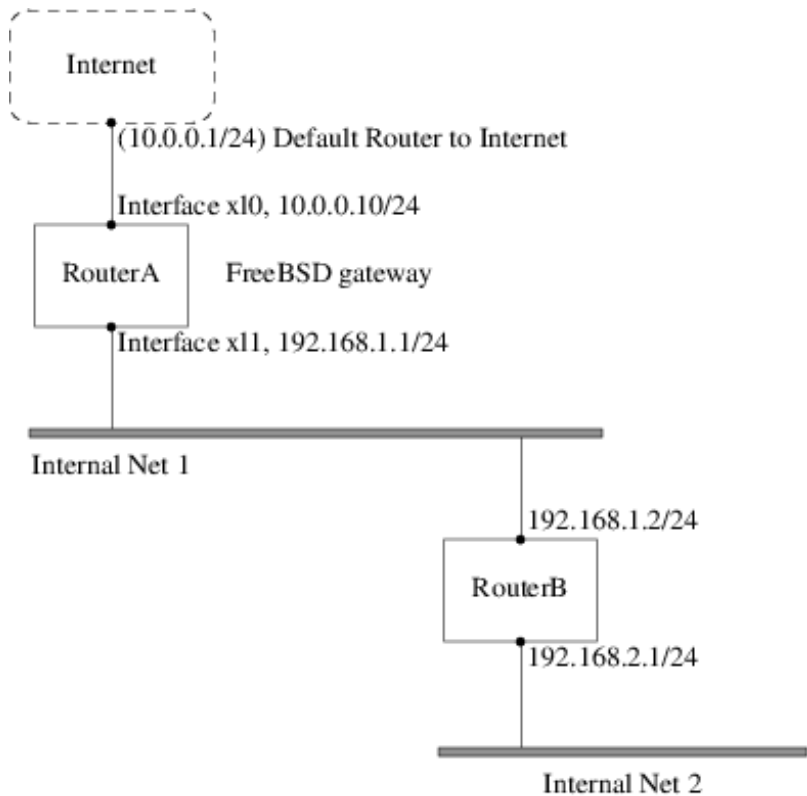 Internet
(10.0.0.1/24) Default Router to Internet
Interface xl0, 10.0.0.10/24
RouterA
FreeBSD gateway
Interface xl1, 192.168.1.1/24
Internal Net 1
192.168.1.2/24
RouterB
192.168.2.1/24
Internal Net 2